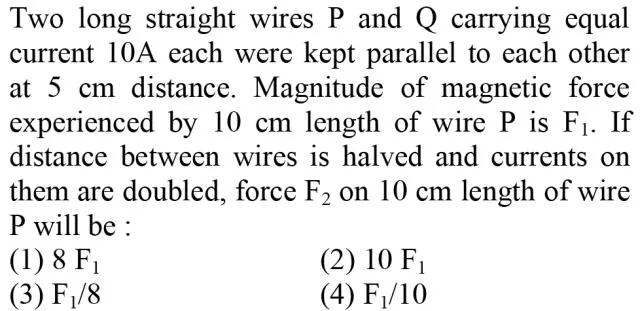 Two long straight wires P and Q carrying equal
current 10A each were kept parallel to each other
at 5 cm distance. Magnitude of magnetic force
experienced by 10 cm length of wire P is F₁. If
distance between wires is halved and currents on
them are doubled, force F₂ on 10 cm length of wire
P will be :
(1) 8 F₁ (2) 10 F₁
(3) F₁/8 (4) F₁/10